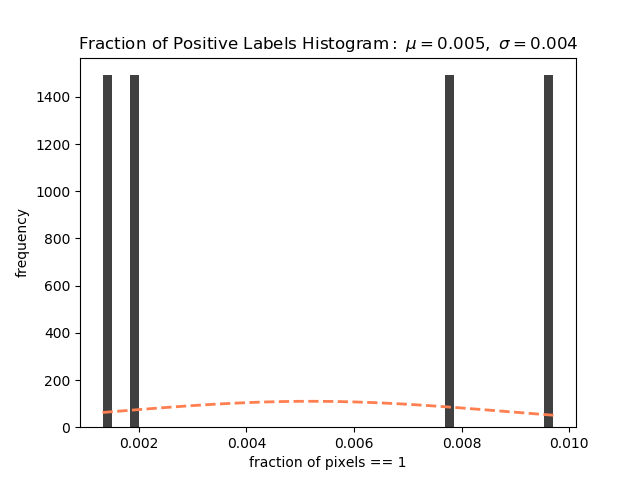 Fraction of Positive Labels Histogram : μ = 0.005, σ = 0.004
1400
1200
1000
800
600
400
200
0
frequency
0.002 0.004 0.006 0.008 0.010
fraction of pixels == 1